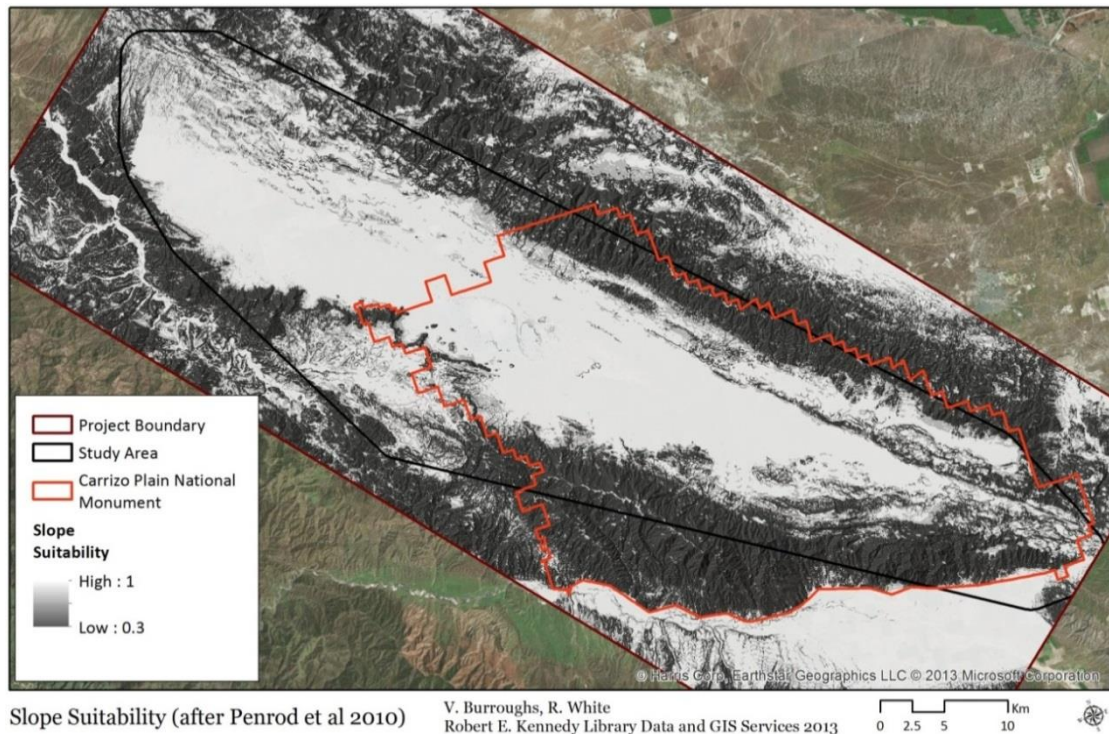 Project Boundary
Study Area
Carrizo Plain National
Monument
Slope
Suitability
High : 1
Low : 0.3
© Harris Corp, Earthstar Geographics LLC © 2013 Microsoft Corporation
Slope Suitability (after Penrod et al 2010)
V. Burroughs, R. White
Robert E. Kennedy Library Data and GIS Services 2013
Km
0 2.5 5 10